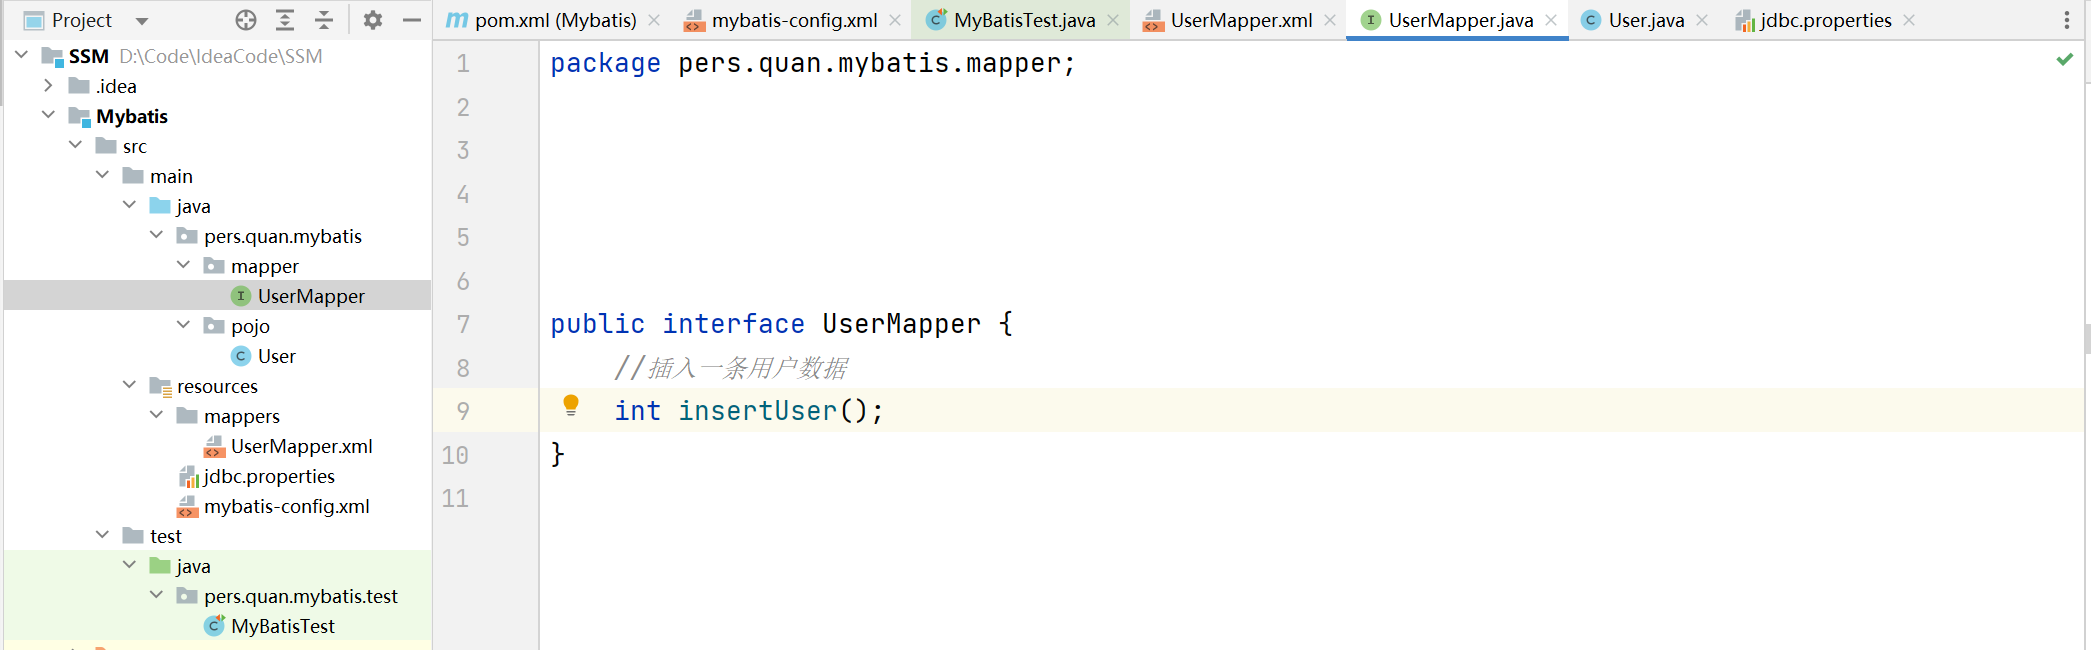 Project
pom.xml (Mybatis)
mybatis-config.xml
MyBatisTest.java
UserMapper.xml
UserMapper.java
User.java
jdbc.properties
SSM D:\Code\IdeaCode\SSM
.idea
Mybatis
src
main
java
pers.quan.mybatis
mapper
UserMapper
pojo
User
resources
mappers
UserMapper.xml
jdbc.properties
mybatis-config.xml
test
java
pers.quan.mybatis.test
MyBatisTest
1 package pers.quan.mybatis.mapper;
2
3
4
5
6
7 public interface UserMapper {
8 //插入一条用户数据
9 int insertUser();
10 }
11